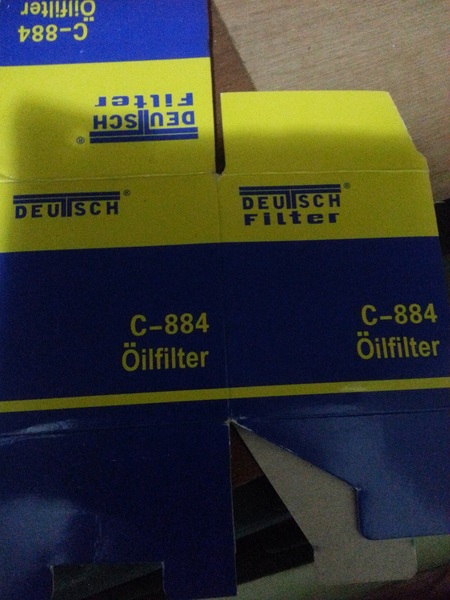 C-884
Öilfilter
DEUTSCH
Filter
®
DEUTSCH®
C-884
Öilfilter
DEUTSCH®
Filter
C-884
Öilfilter